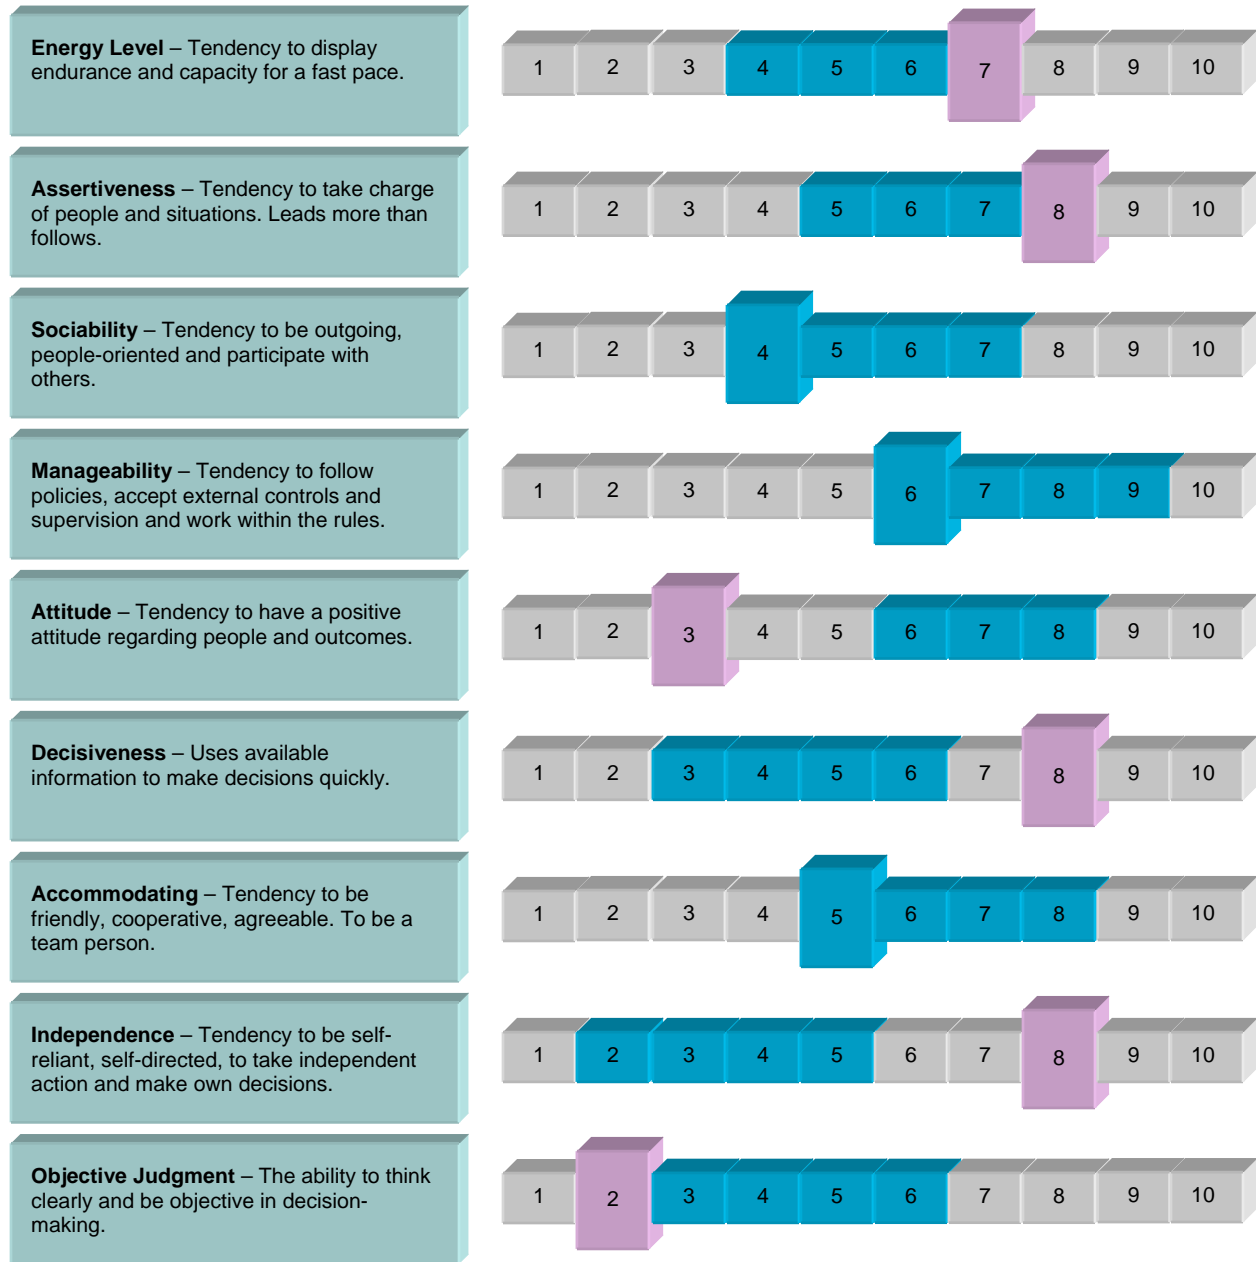 Energy Level – Tendency to display
endurance and capacity for a fast pace.
1 2 3 4 5 6 7 8 9 10
Assertiveness – Tendency to take charge
of people and situations. Leads more than
follows.
1 2 3 4 5 6 7 8 9 10
Sociability – Tendency to be outgoing,
people-oriented and participate with
others.
1 2 3 4 5 6 7 8 9 10
Manageability – Tendency to follow
policies, accept external controls and
supervision and work within the rules.
1 2 3 4 5 6 7 8 9 10
Attitude – Tendency to have a positive
attitude regarding people and outcomes.
1 2 3 4 5 6 7 8 9 10
Decisiveness – Uses available
information to make decisions quickly.
1 2 3 4 5 6 7 8 9 10
Accommodating – Tendency to be
friendly, cooperative, agreeable. To be a
team person.
1 2 3 4 5 6 7 8 9 10
Independence – Tendency to be self-
reliant, self-directed, to take independent
action and make own decisions.
1 2 3 4 5 6 7 8 9 10
Objective Judgment – The ability to think
clearly and be objective in decision-
making.
1 2 3 4 5 6 7 8 9 10